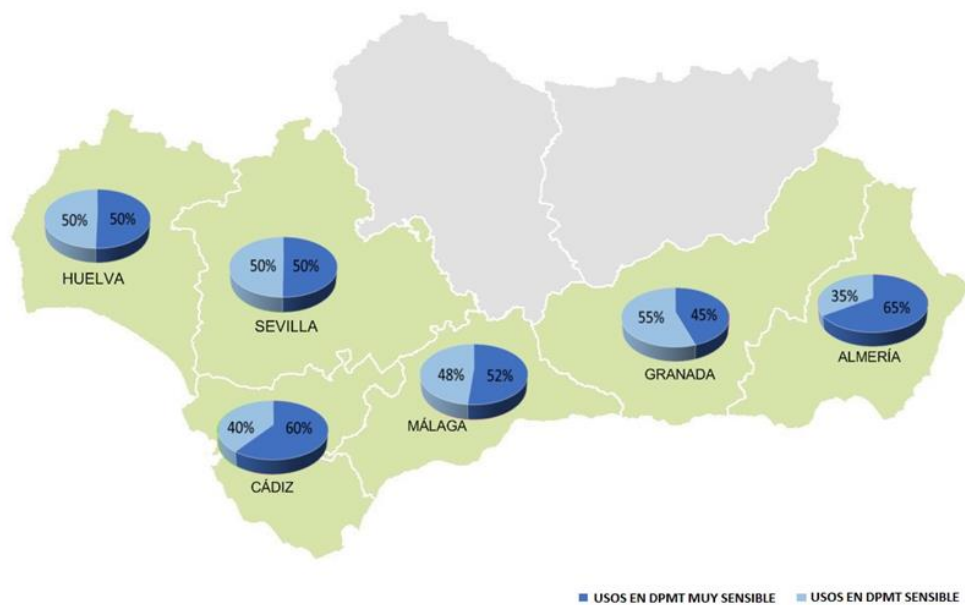 50% 50%
HUELVA
50% 50%
SEVILLA
40% 60%
CÁDIZ
48% 52%
MÁLAGA
55% 45%
GRANADA
35% 65%
ALMERÍA
USOS EN DPMT MUY SENSIBLE USOS EN DPMT SENSIBLE